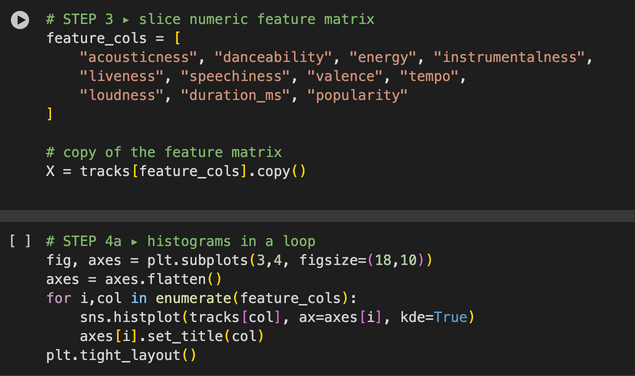 # STEP 3 ▸ slice numeric feature matrix
feature_cols = [
    "acousticness", "danceability", "energy", "instrumentalness",
    "liveness", "speechiness", "valence", "tempo",
    "loudness", "duration_ms", "popularity"
]
# copy of the feature matrix
X = tracks[feature_cols].copy()
[ ] # STEP 4a ▸ histograms in a loop
fig, axes = plt.subplots(3,4, figsize=(18,10))
axes = axes.flatten()
for i,col in enumerate(feature_cols):
    sns.histplot(tracks[col], ax=axes[i], kde=True)
    axes[i].set_title(col)
plt.tight_layout()